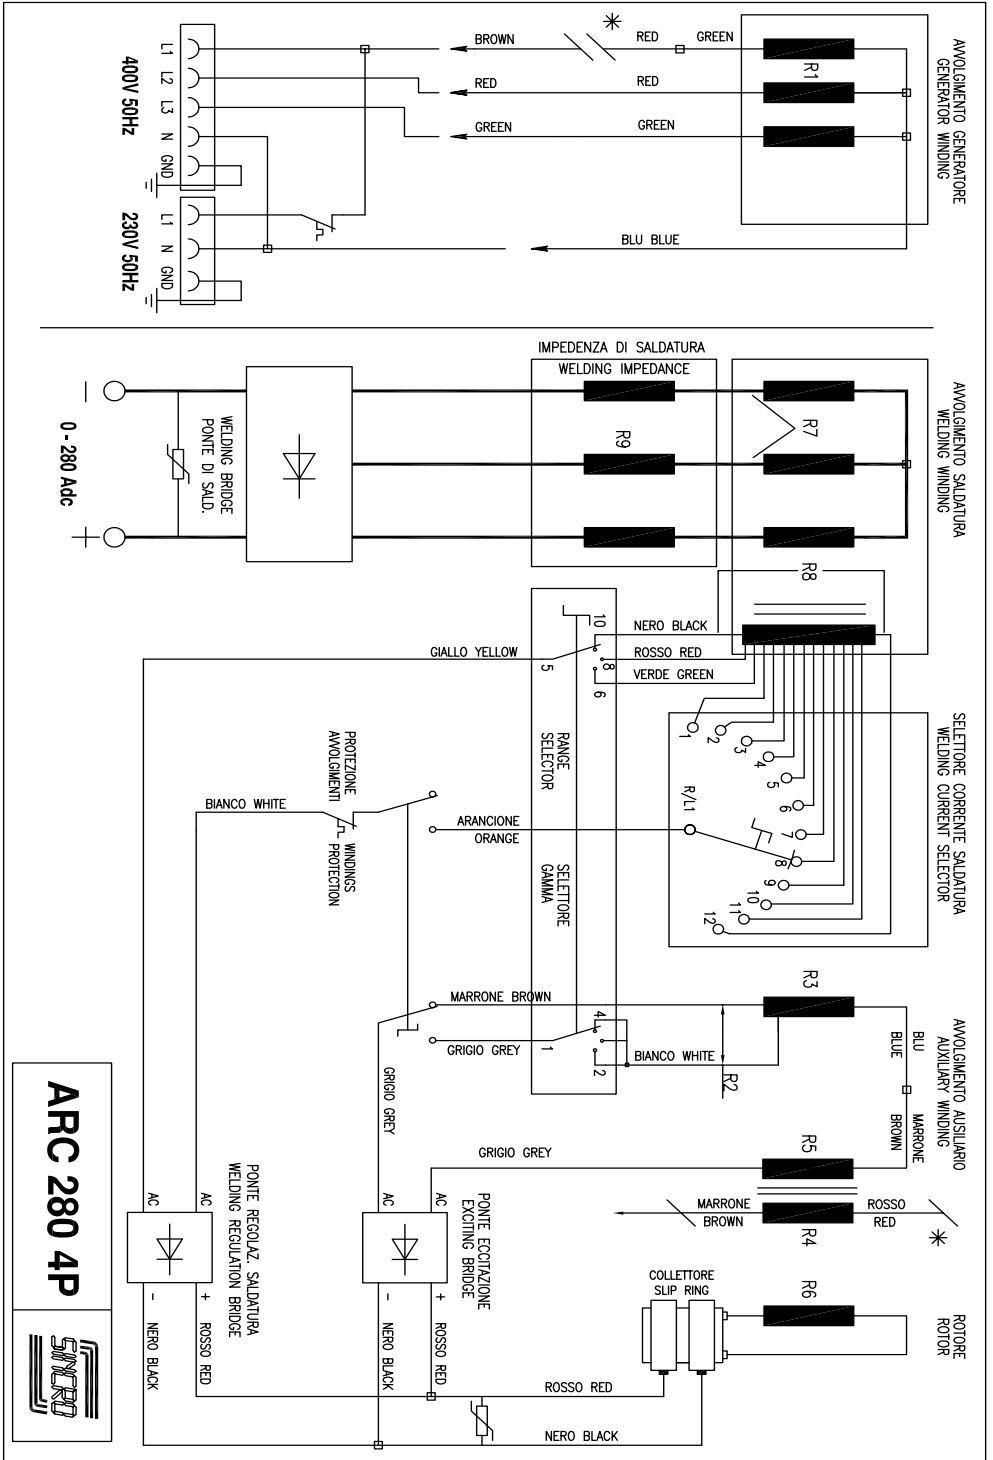 AVVOLGIMENTO GENERATORE
GENERATOR WINDING
R1
GREEN
RED
*
BROWN
RED
RED
GREEN
GREEN
BLU BLUE
L1
L2
L3
N
GND
400V 50Hz
L1
N
GND
230V 50Hz
AVVOLGIMENTO SALDATURA
WELDING WINDING
R7
IMPEDENZA DI SALDATURA
WELDING IMPEDANCE
R9
WELDING BRIDGE
PONTE DI SALD.
0 - 280 Adc
−
+
R8
NERO BLACK
ROSSO RED
VERDE GREEN
10
8
6
5
GIALLO YELLOW
RANGE
SELECTOR
SELETTORE
GAMMA
SELETTORE CORRENTE SALDATURA
WELDING CURRENT SELECTOR
1
2
3
4
5
6
7
8
9
10
11
12
R/L1
ARANCIONE
ORANGE
PROTEZIONE
AVVOLGIMENTI
WINDINGS
PROTECTION
BIANCO WHITE
AVVOLGIMENTO AUSILIARIO
AUXILIARY WINDING
R3
BLU
BLUE
MARRONE
BROWN
MARRONE BROWN
4
2
1
BIANCO WHITE
R2
GRIGIO GREY
GRIGIO GREY
R5
GRIGIO GREY
R4
MARRONE
BROWN
ROSSO
RED
*
PONTE ECCITAZIONE
EXCITING BRIDGE
AC
AC
+
-
ROSSO RED
NERO BLACK
PONTE REGOLAZ. SALDATURA
WELDING REGULATION BRIDGE
AC
AC
+
-
ROSSO RED
NERO BLACK
COLLETTORE
SLIP RING
R6
ROTORE
ROTOR
ROSSO RED
NERO BLACK
ARC 280 4P
SINCRO